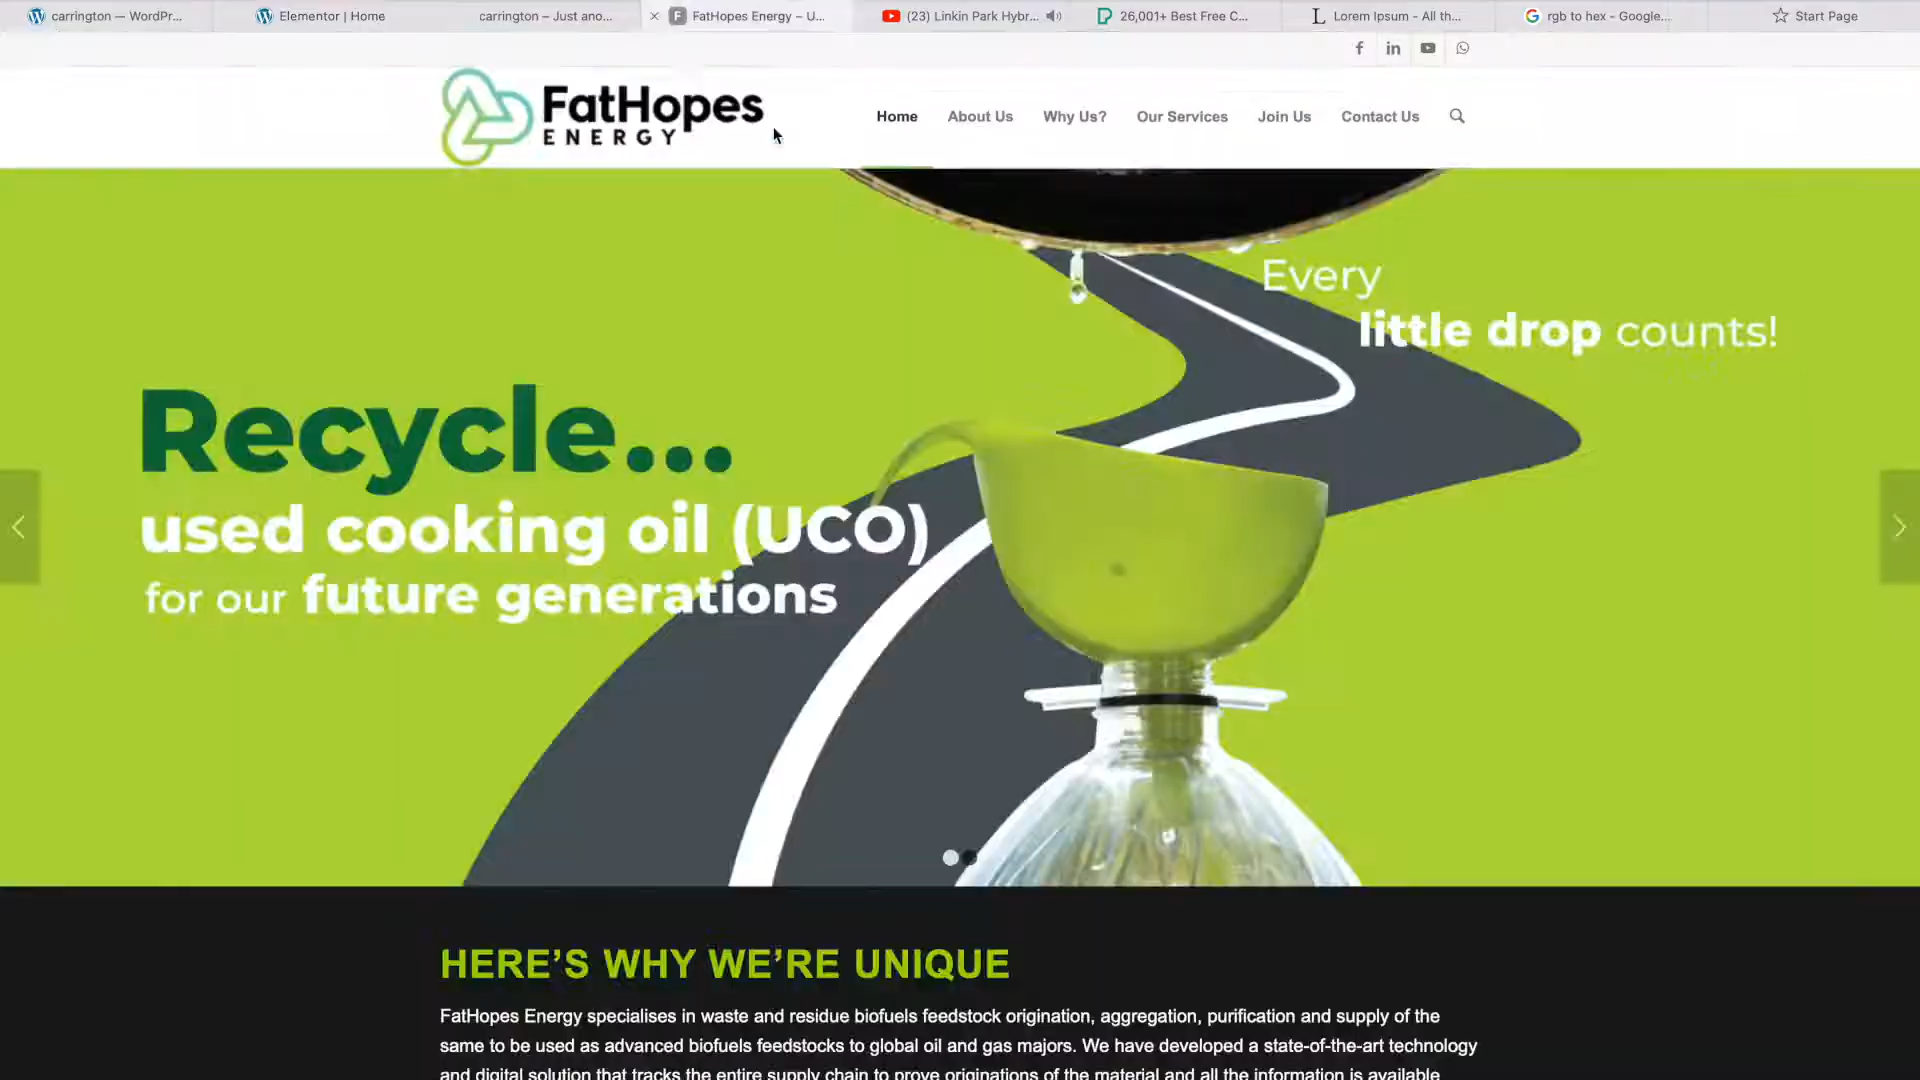 carrington — WordPr...
Elementor | Home
carrington – Just ano...
FatHopes Energy – U...
(23) Linkin Park Hybr...
26,001+ Best Free C...
Lorem Ipsum - All th...
rgb to hex - Google...
Start Page
FatHopes
ENERGY
Home
About Us
Why Us?
Our Services
Join Us
Contact Us
Every
little drop counts!
Recycle...
used cooking oil (UCO)
for our future generations
HERE’S WHY WE’RE UNIQUE
FatHopes Energy specialises in waste and residue biofuels feedstock origination, aggregation, purification and supply of the
same to be used as advanced biofuels feedstocks to global oil and gas majors. We have developed a state-of-the-art technology
and digital solution that tracks the entire supply chain to prove originations of the material and all the information is available